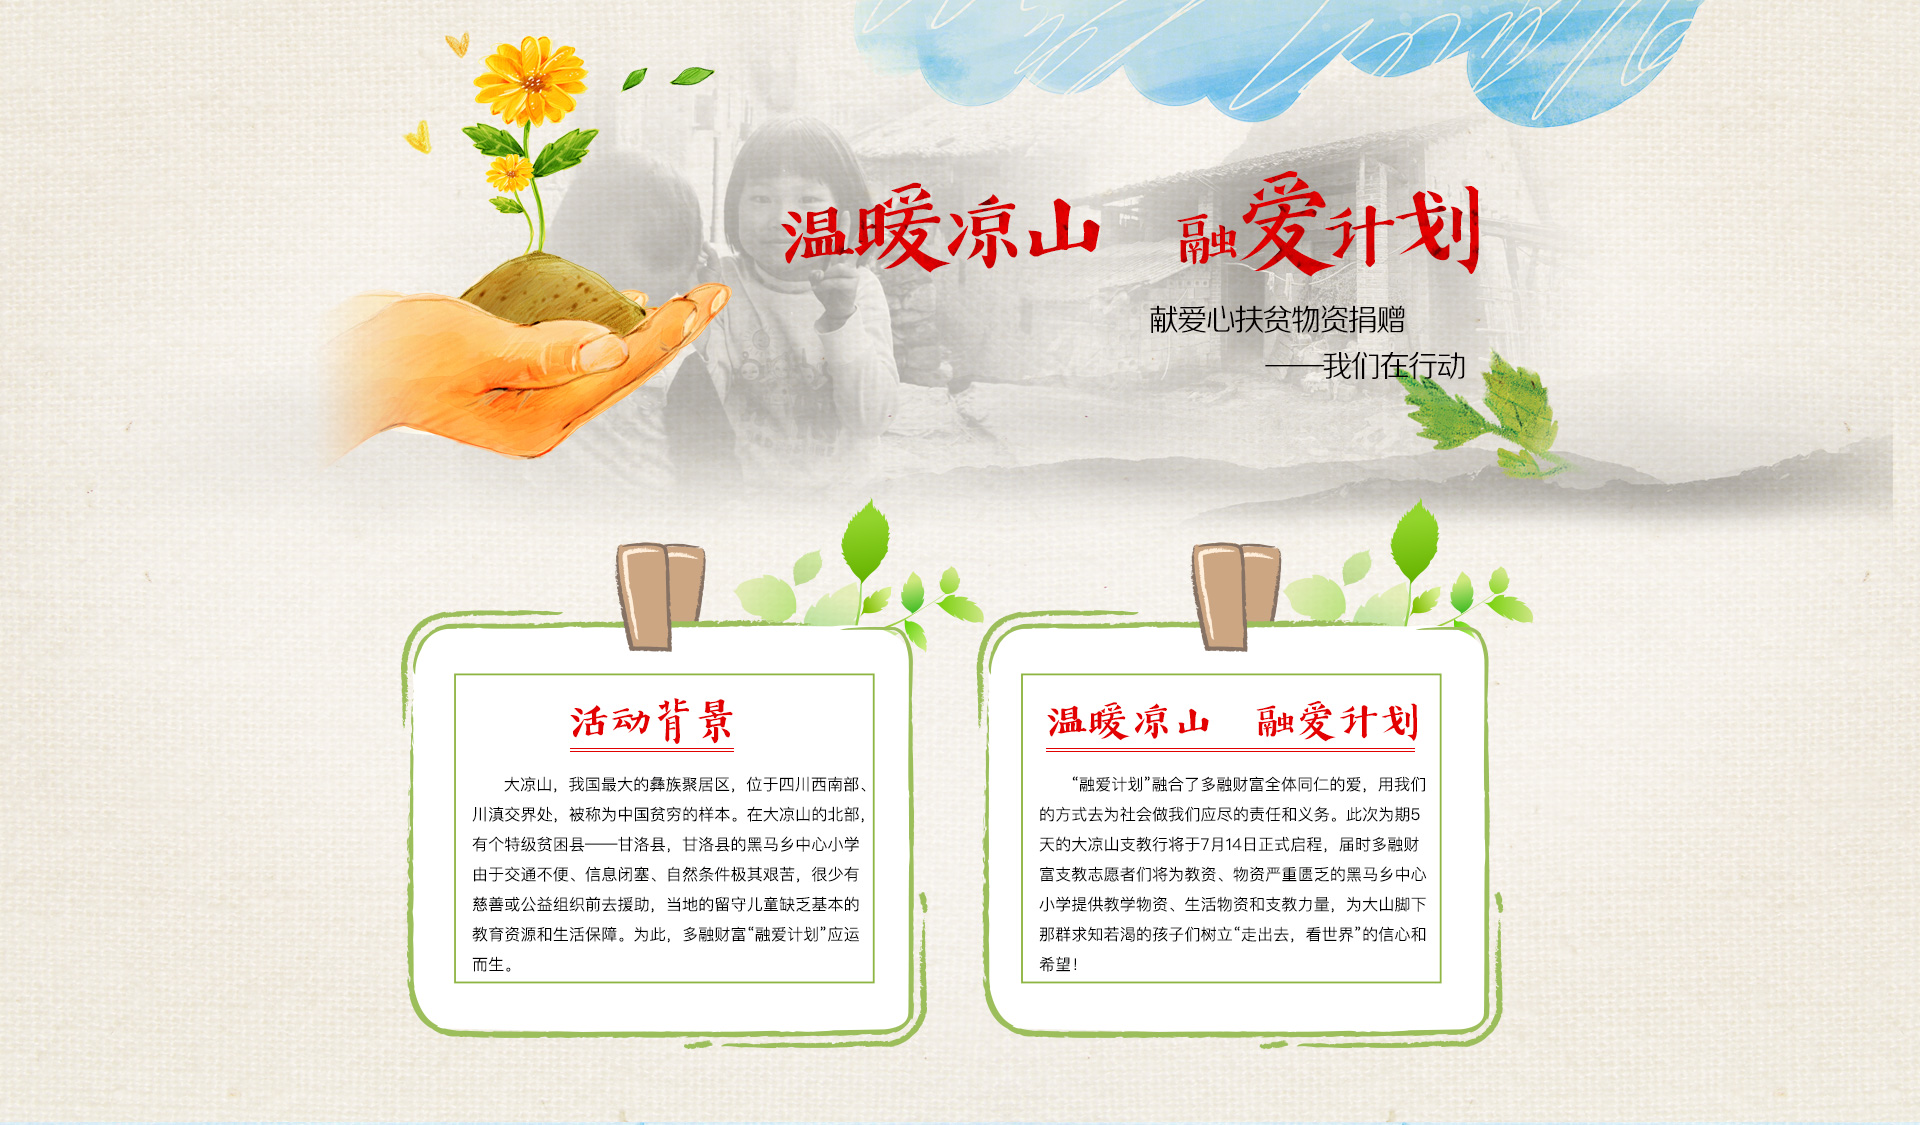 温暖凉山 融爱计划
献爱心扶贫物资捐赠
——我们在行动
活动背景
大凉山，我国最大的彝族聚居区，位于四川西南部、
川滇交界处，被称为中国贫穷的样本。在大凉山的北部，
有个特级贫困县——甘洛县，甘洛县的黑马乡中心小学
由于交通不便、信息闭塞、自然条件极其艰苦，很少有
慈善或公益组织前去援助，当地的留守儿童缺乏基本的
教育资源和生活保障。为此，多融财富“融爱计划”应运
而生。
温暖凉山 融爱计划
“融爱计划”融合了多融财富全体同仁的爱，用我们
的方式去为社会做我们应尽的责任和义务。此次为期5
天的大凉山支教行将于7月14日正式启程，届时多融财
富支教志愿者们将为教资、物资严重匮乏的黑马乡中心
小学提供教学物资、生活物资和支教力量，为大山脚下
那群求知若渴的孩子们树立“走出去，看世界”的信心和
希望！